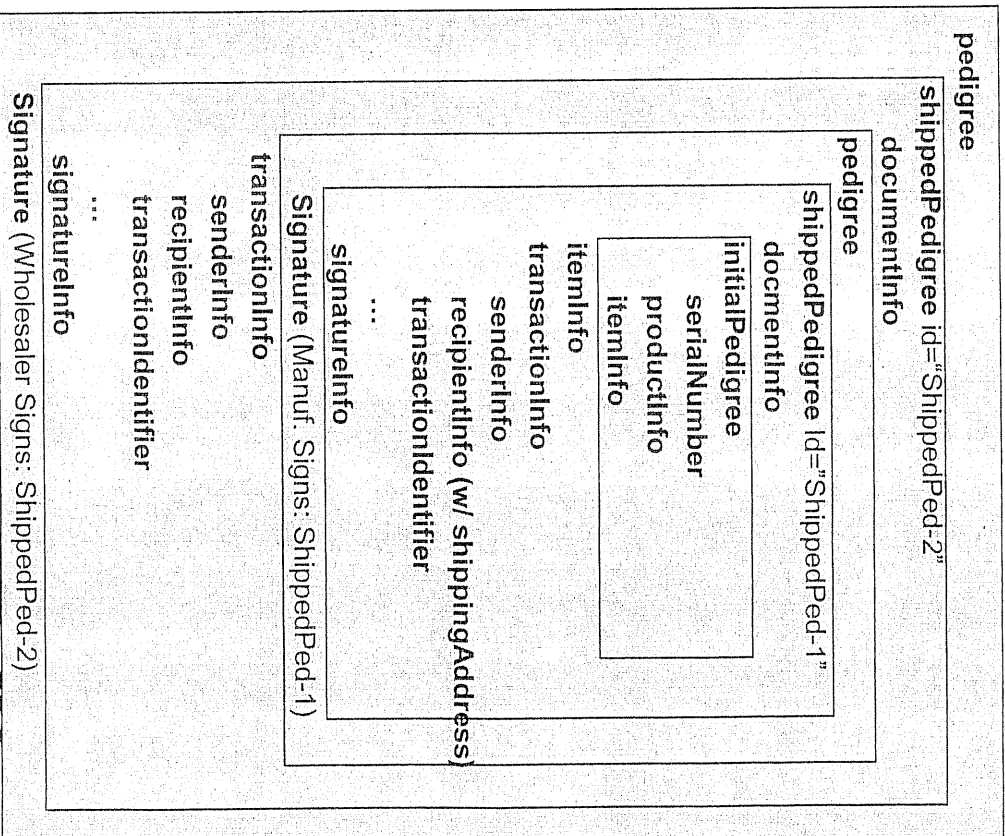 pedigree
shippedPedigree id="ShippedPed-2"
documentInfo
pedigree
shippedPedigree Id="ShippedPed-1"
docmentInfo
initialPedigree
serialNumber
productInfo
itemInfo
itemInfo
transactionInfo
senderInfo
recipientInfo (w/ shippingAddress)
transactionIdentifier
...
signatureInfo
Signature (Manuf. Signs: ShippedPed-1)
transactionInfo
senderInfo
recipientInfo
transactionIdentifier
...
signatureInfo
Signature (Wholesaler Signs: ShippedPed-2)